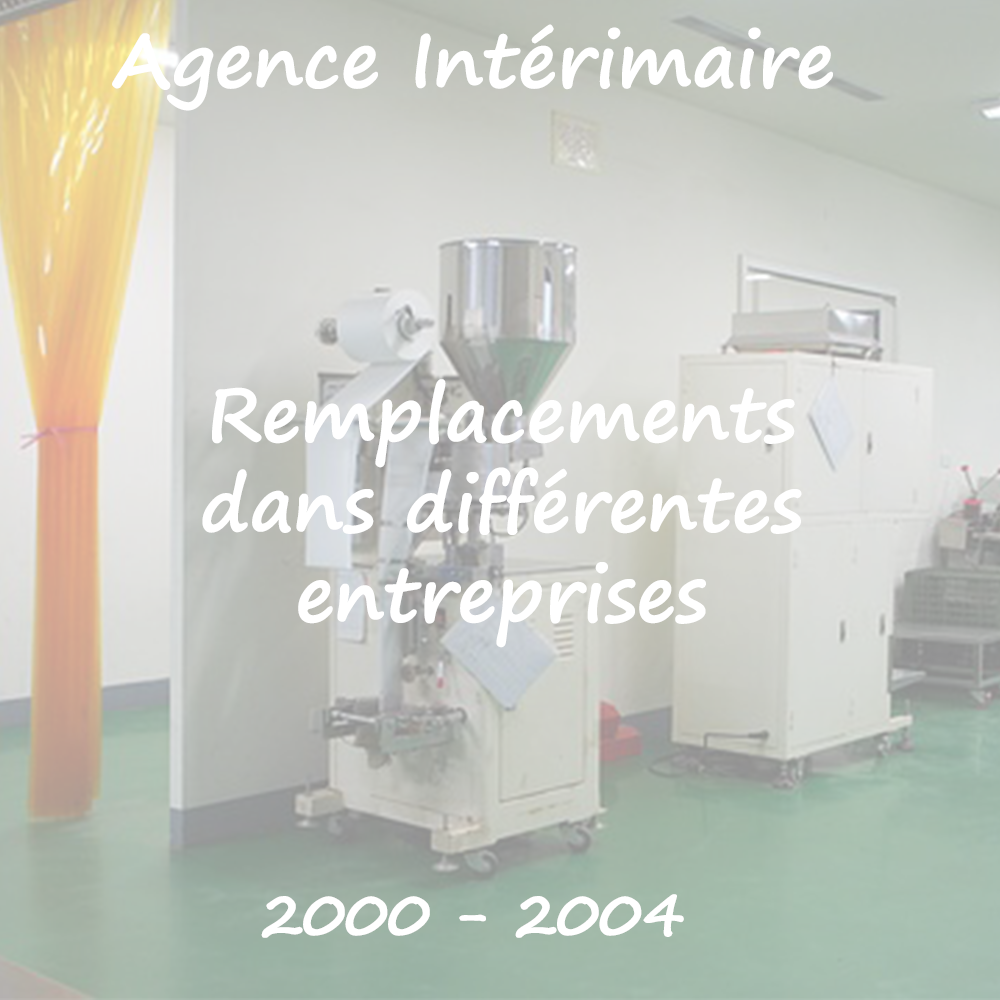 Agence Intérimaire
Remplacements
dans différentes
entreprises
2000 - 2004